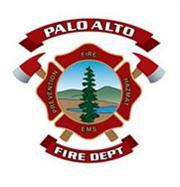 PALO ALTO
FIRE
PREVENTION
HAZMAT
EMS
FIRE DEPT